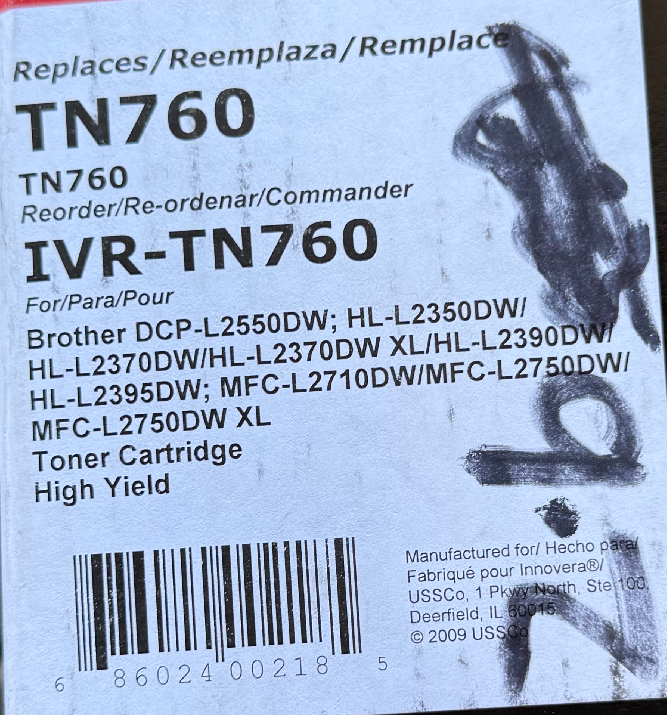 Replaces/Reemplaza/Remplace
TN760
TN760
Reorder/Re-ordenar/Commander
IVR-TN760
For/Para/Pour
Brother DCP-L2550DW; HL-L2350DW/
HL-L2370DW/HL-L2370DW XL/HL-L2390DW/
HL-L2395DW; MFC-L2710DW/MFC-L2750DW/
MFC-L2750DW XL
Toner Cartridge
High Yield
Manufactured for/ Hecho para/
Fabriqué pour Innovera®/
USSCo, 1 Pkwy North, Ste 100,
Deerfield, IL 60015
© 2009 USSCo
6 86024 00218 5